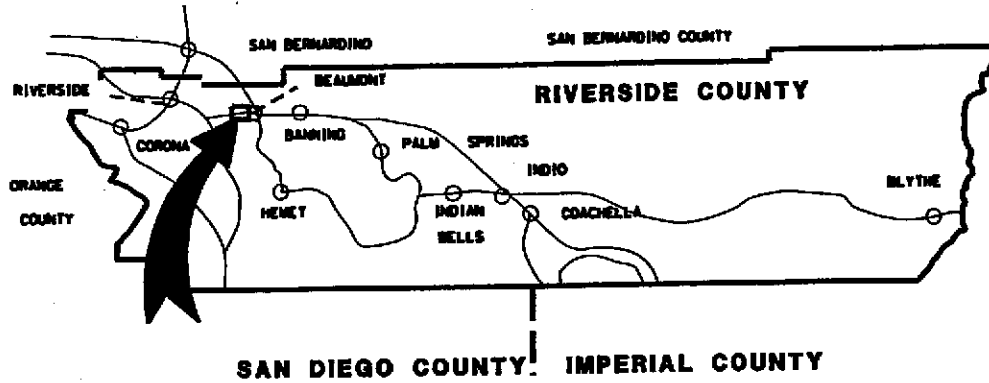 SAN BERNARDINO
SAN BERNARDINO COUNTY
BEAUMONT
RIVERSIDE
RIVERSIDE COUNTY
BANNING
CORONA
PALM SPRINGS
ORANGE
COUNTY
INDIO
BLYTHE
HEMET
INDIAN
WELLS
COACHELLA
SAN DIEGO COUNTY
IMPERIAL COUNTY